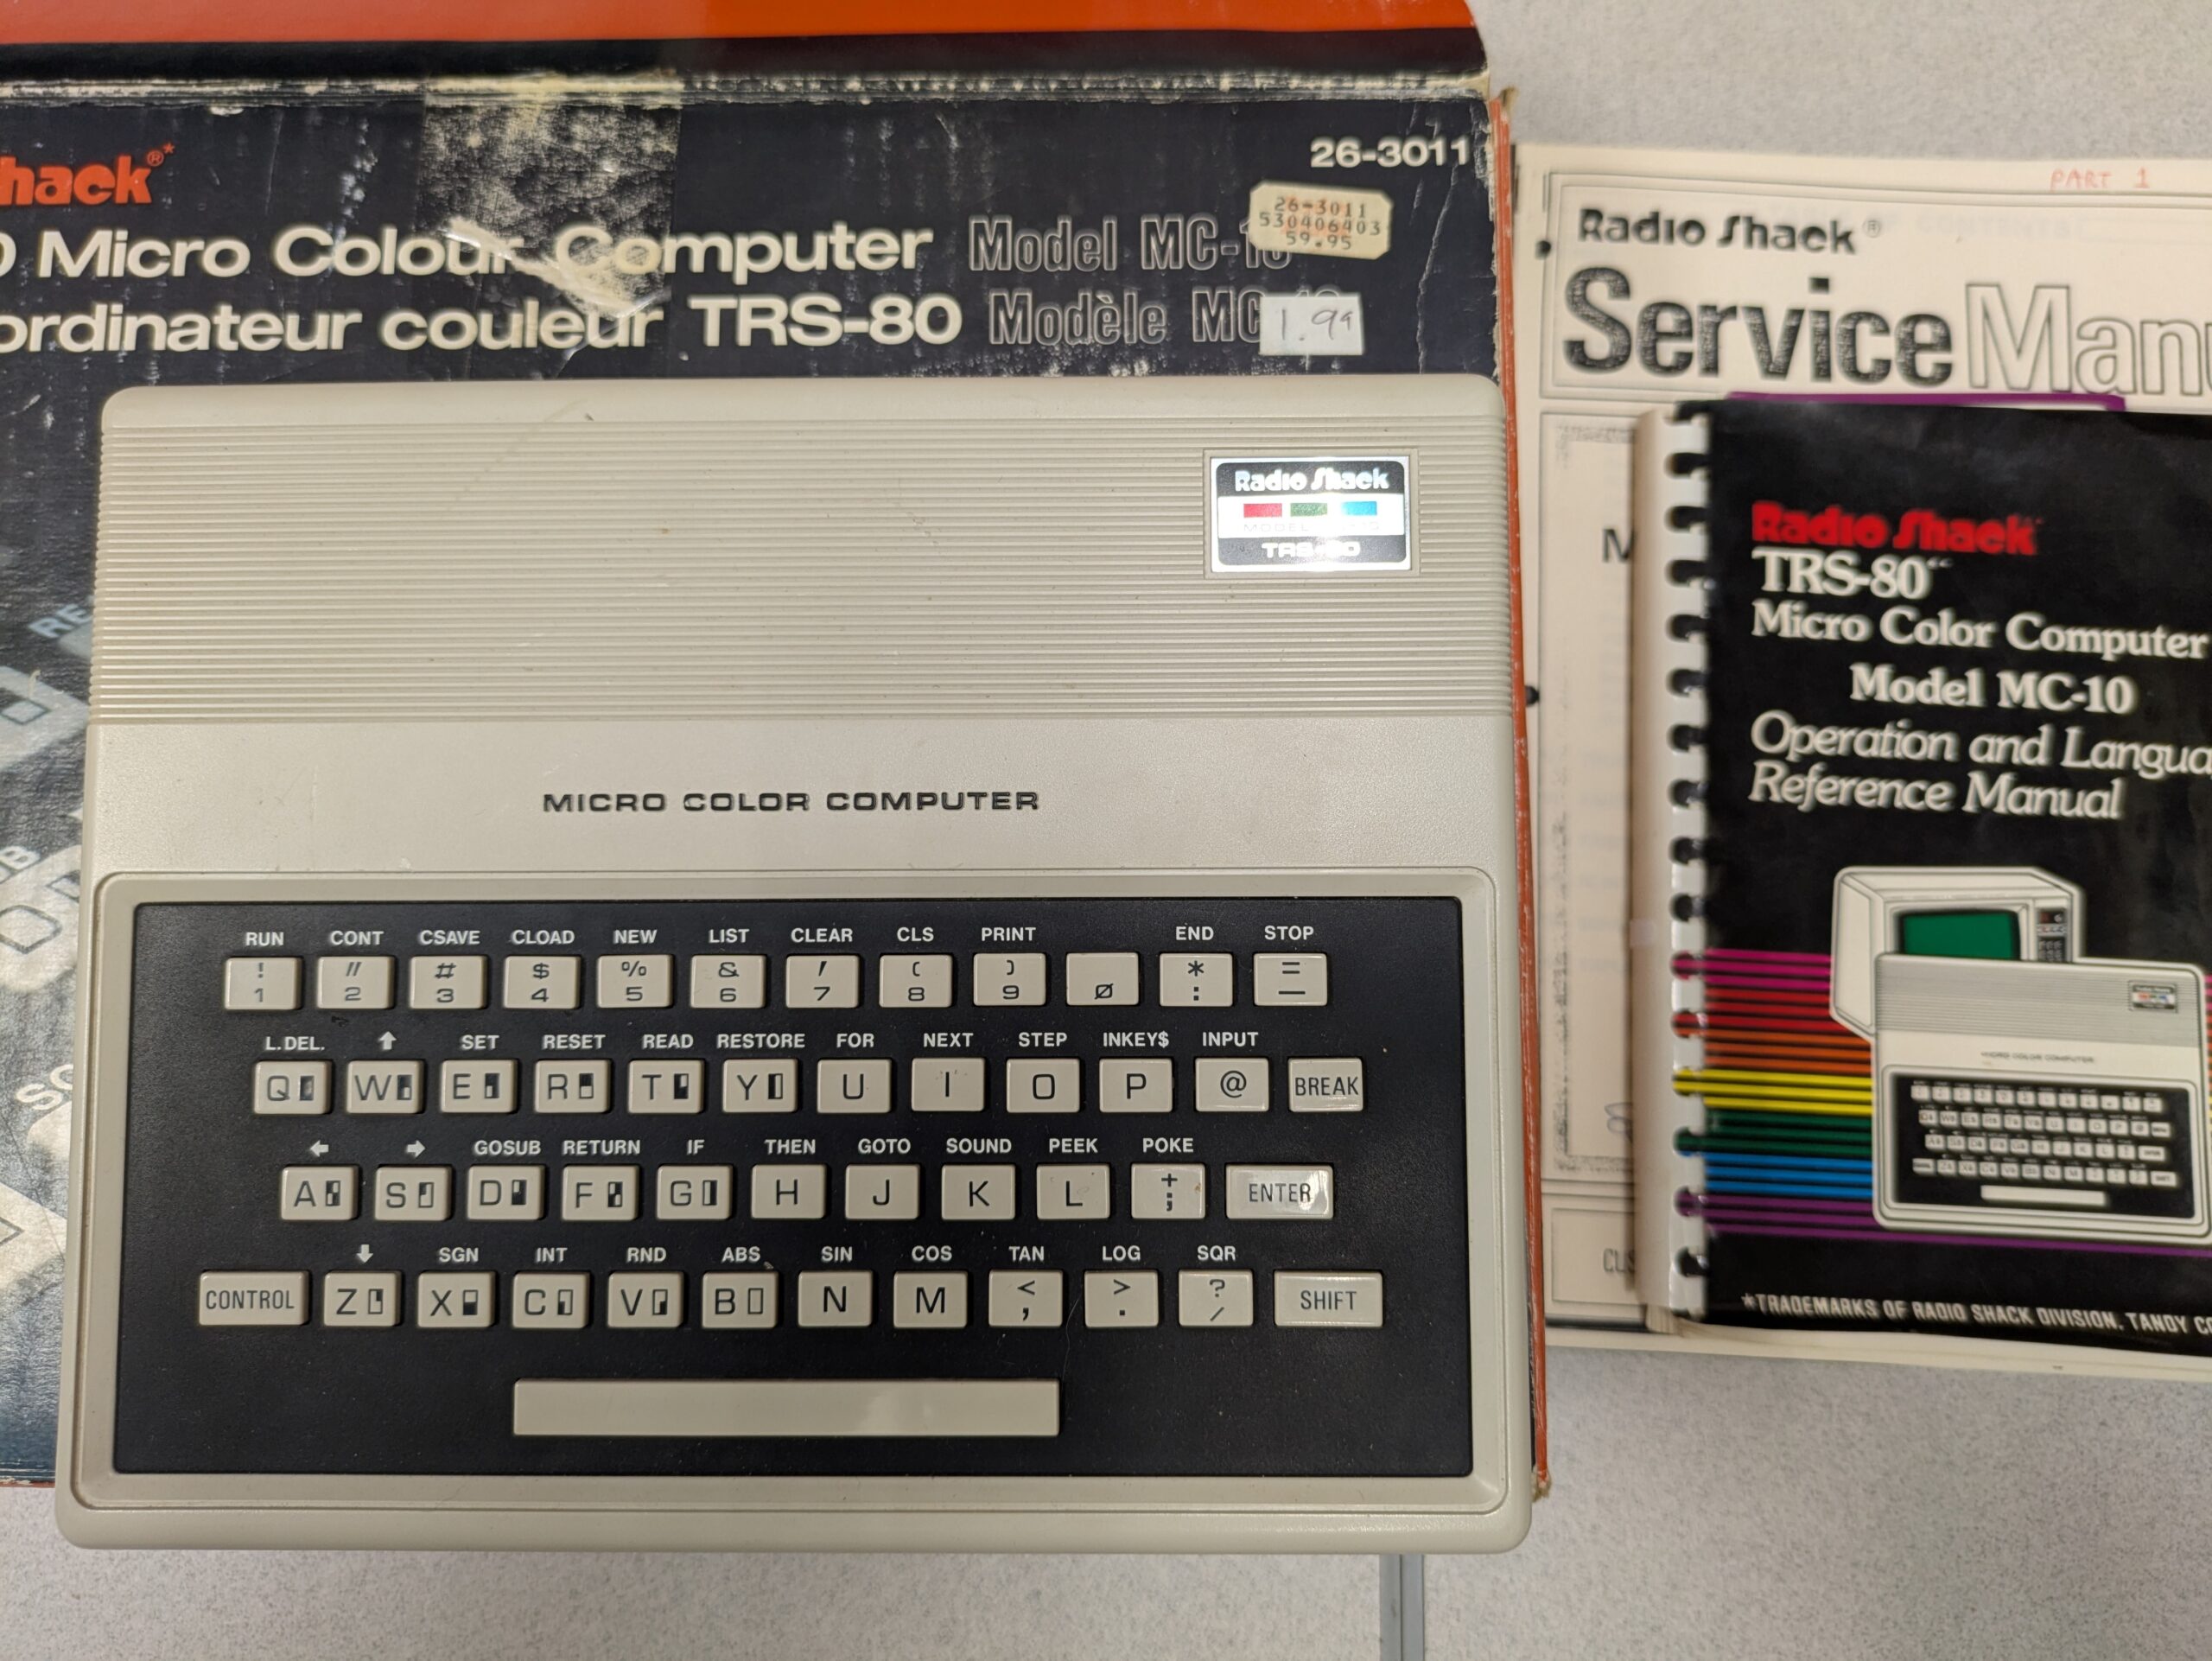 hack®*
26-3011
Micro Colour Computer Model MC-
26-3011
530406403
59.95
ordinateur couleur TRS-80 Modèle MC
1.99
PART 1
Radio Shack®
Service Manu
Radio Shack
TRS-80
MICRO COLOR COMPUTER
Radio Shack
TRS-80
Micro Color Computer
Model MC-10
Operation and Langua
Reference Manual
MICRO COLOR COMPUTER
*TRADEMARKS OF RADIO SHACK DIVISION, TANDY CO
RUN CONT CSAVE CLOAD NEW LIST CLEAR CLS PRINT END STOP
! " # $ % & ' ( ) * =
1 2 3 4 5 6 7 8 9 Ø : —
L.DEL. ↑ SET RESET READ RESTORE FOR NEXT STEP INKEY$ INPUT
Q W E R T Y U I O P @ BREAK
← → GOSUB RETURN IF THEN GOTO SOUND PEEK POKE
A S D F G H J K L + ; ENTER
↓ SGN INT RND ABS SIN COS TAN LOG SQR
CONTROL Z X C V B N M < , > . ? / SHIFT